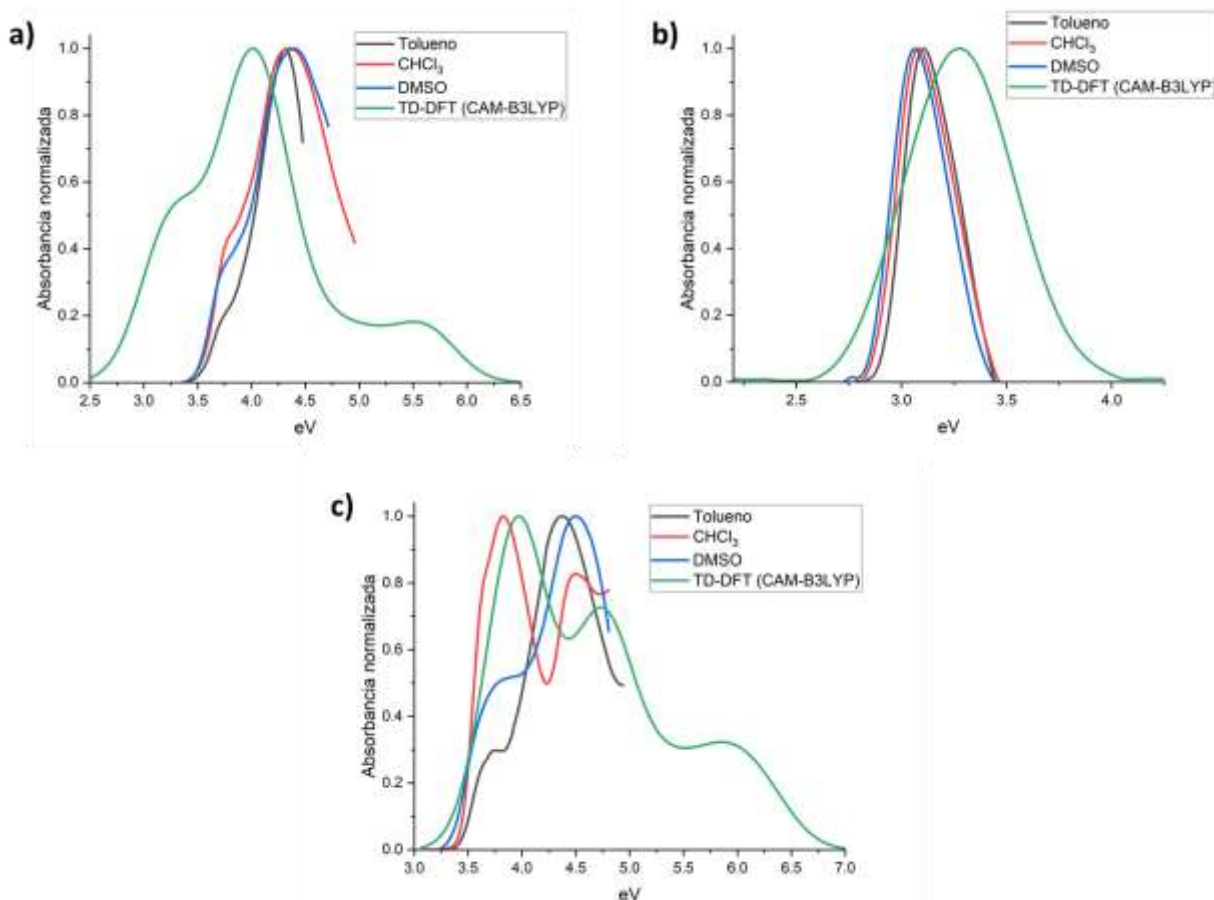 a)
Tolueno
CHCl₃
DMSO
TD-DFT (CAM-B3LYP)
Absorbancia normalizada
1.0
0.8
0.6
0.4
0.2
0.0
2.5 3.0 3.5 4.0 4.5 5.0 5.5 6.0 6.5
eV
b)
Tolueno
CHCl₃
DMSO
TD-DFT (CAM-B3LYP)
Absorbancia normalizada
1.0
0.8
0.6
0.4
0.2
0.0
2.5 3.0 3.5 4.0
eV
c)
Tolueno
CHCl₃
DMSO
TD-DFT (CAM-B3LYP)
Absorbancia normalizada
1.0
0.8
0.6
0.4
0.2
0.0
3.0 3.5 4.0 4.5 5.0 5.5 6.0 6.5 7.0
eV